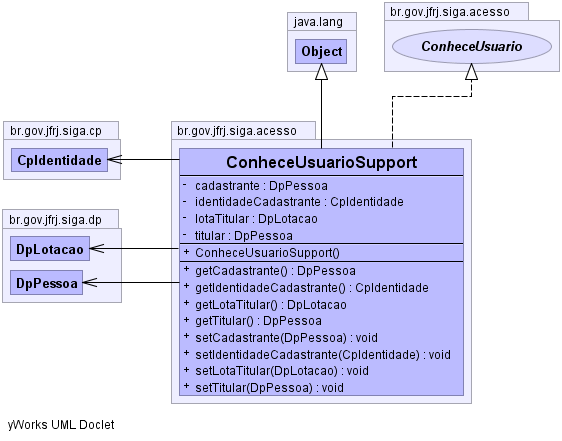 java.lang
Object
br.gov.jfrj.siga.acesso
ConheceUsuario
br.gov.jfrj.siga.cp
CpIdentidade
br.gov.jfrj.siga.dp
DpLotacao
DpPessoa
br.gov.jfrj.siga.acesso
ConheceUsuarioSupport
- cadastrante : DpPessoa
- identidadeCadastrante : CpIdentidade
- lotaTitular : DpLotacao
- titular : DpPessoa
+ ConheceUsuarioSupport()
+ getCadastrante() : DpPessoa
+ getIdentidadeCadastrante() : CpIdentidade
+ getLotaTitular() : DpLotacao
+ getTitular() : DpPessoa
+ setCadastrante(DpPessoa) : void
+ setIdentidadeCadastrante(CpIdentidade) : void
+ setLotaTitular(DpLotacao) : void
+ setTitular(DpPessoa) : void
yWorks UML Doclet